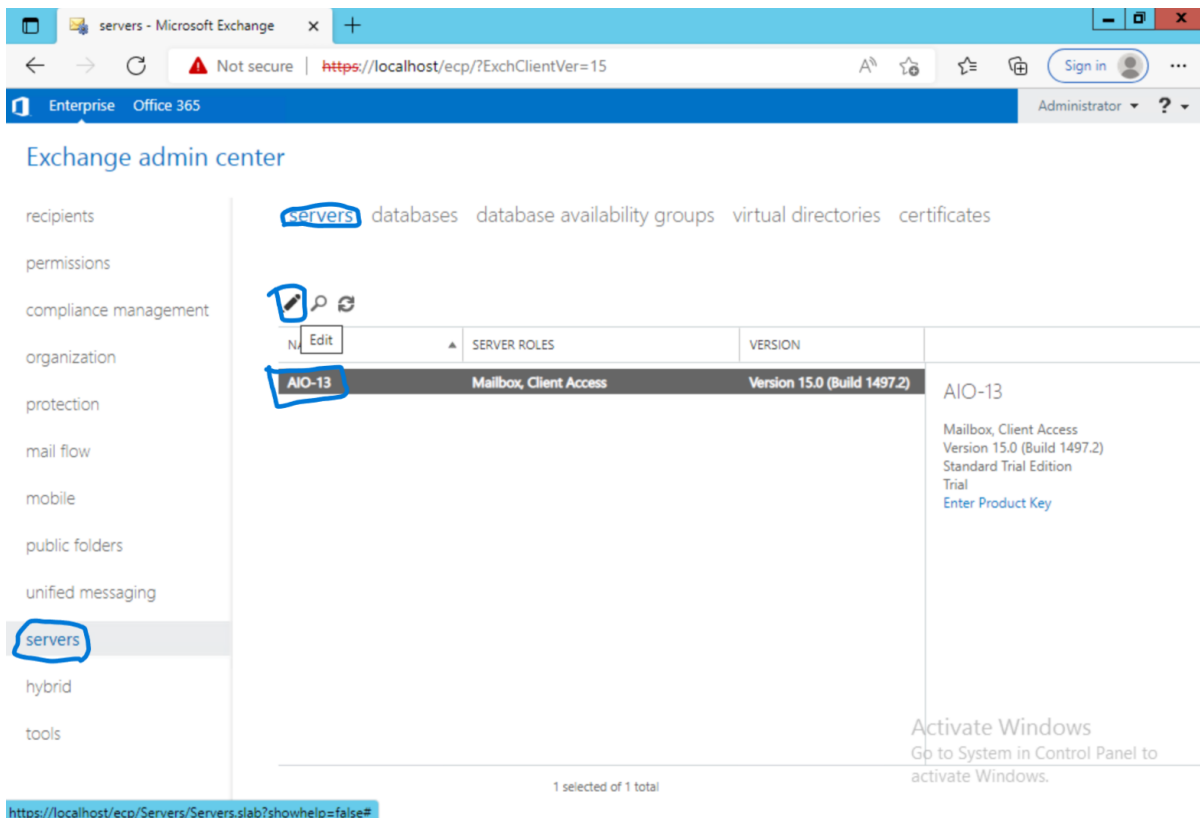 servers - Microsoft Exchange
Not secure | https://localhost/ecp/?ExchClientVer=15
Sign in
Enterprise Office 365
Administrator ?
Exchange admin center
recipients
permissions
compliance management
organization
protection
mail flow
mobile
public folders
unified messaging
servers
hybrid
tools
servers databases database availability groups virtual directories certificates
Edit
SERVER ROLES VERSION
AIO-13 Mailbox, Client Access Version 15.0 (Build 1497.2)
AIO-13
Mailbox, Client Access
Version 15.0 (Build 1497.2)
Standard Trial Edition
Trial
Enter Product Key
1 selected of 1 total
Activate Windows
Go to System in Control Panel to
activate Windows.
https://localhost/ecp/Servers/Servers.slab?showhelp=false#